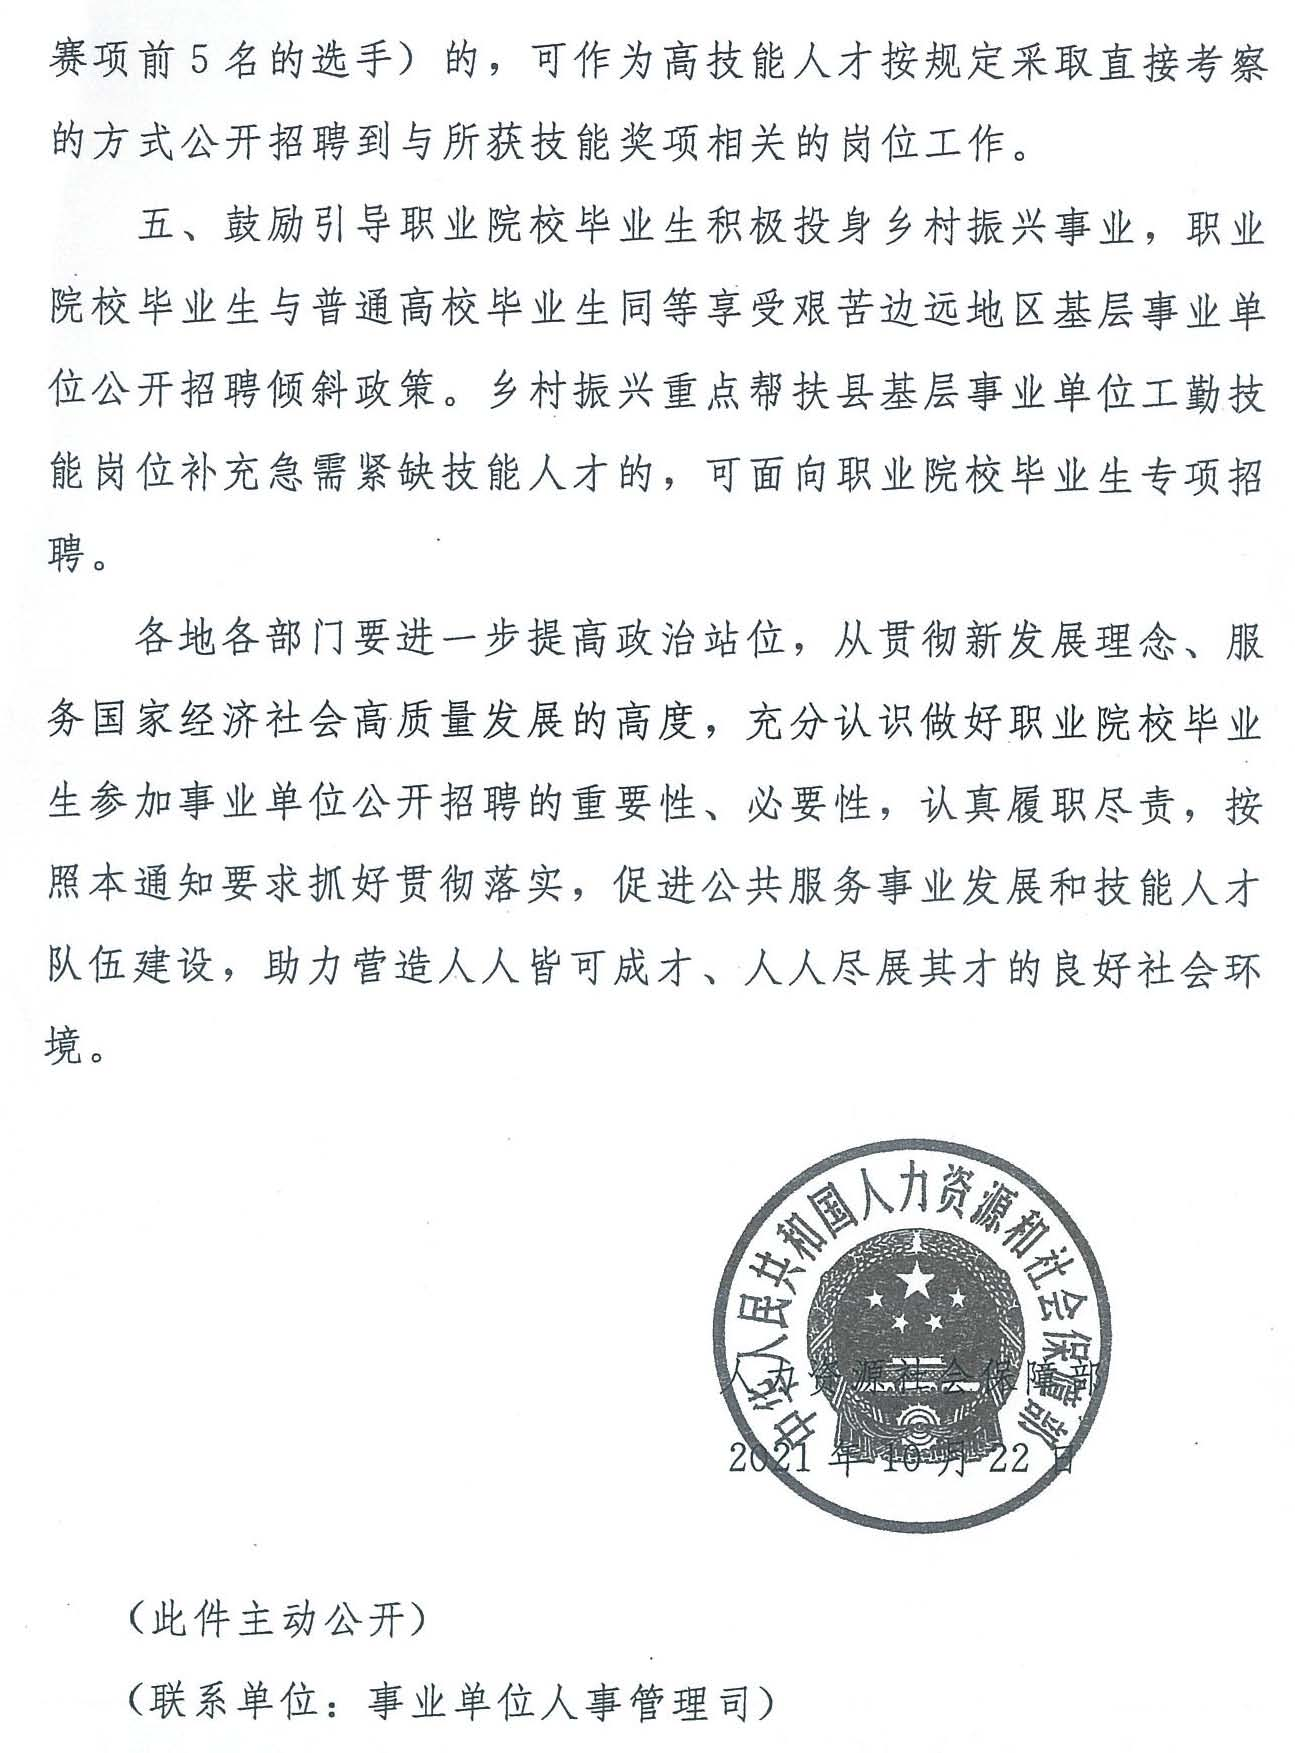 赛项前5名的选手）的，可作为高技能人才按规定采取直接考察
的方式公开招聘到与所获技能奖项相关的岗位工作。
五、鼓励引导职业院校毕业生积极投身乡村振兴事业，职业
院校毕业生与普通高校毕业生同等享受艰苦边远地区基层事业单
位公开招聘倾斜政策。乡村振兴重点帮扶县基层事业单位工勤技
能岗位补充急需紧缺技能人才的，可面向职业院校毕业生专项招
聘。
各地各部门要进一步提高政治站位，从贯彻新发展理念、服
务国家经济社会高质量发展的高度，充分认识做好职业院校毕业
生参加事业单位公开招聘的重要性、必要性，认真履职尽责，按
照本通知要求抓好贯彻落实，促进公共服务事业发展和技能人才
队伍建设，助力营造人人皆可成才、人人尽展其才的良好社会环
境。
中华人民共和国人力资源和社会保障部
人力资源社会保障部
2021年10月22日
（此件主动公开）
（联系单位：事业单位人事管理司）